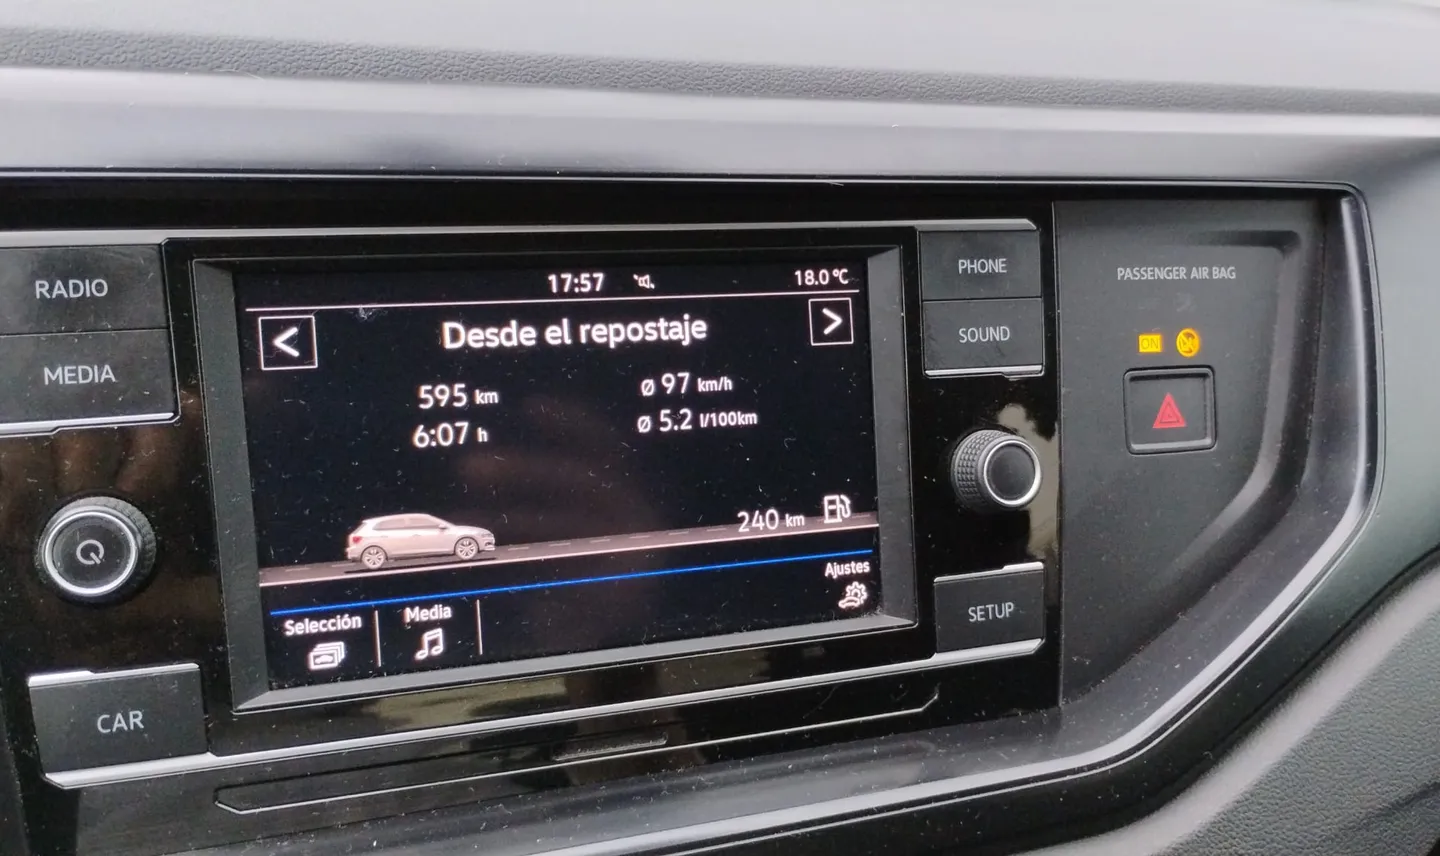 RADIO
MEDIA
CAR
17:57
18.0 °C
<
Desde el repostaje
>
595 km
Ø 97 km/h
6:07 h
Ø 5.2 l/100km
240 km
Ajustes
Selección
Media
PHONE
SOUND
SETUP
PASSENGER AIR BAG
ON